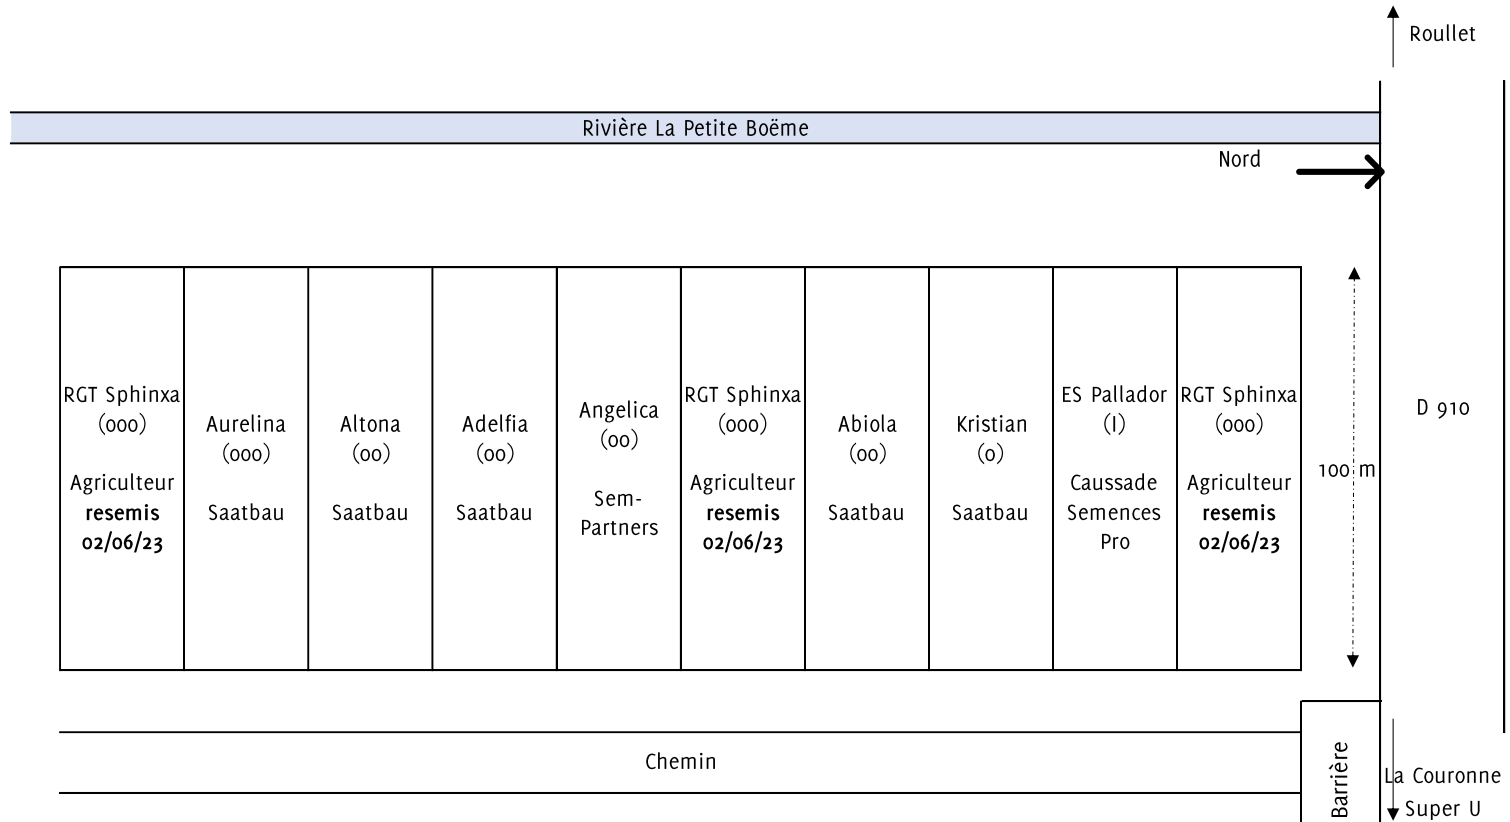 Roullet
Rivière La Petite Boëme
Nord
RGT Sphinxa
(000)
Agriculteur
resemis
02/06/23
Aurelina
(000)
Saatbau
Altona
(00)
Saatbau
Adelfia
(00)
Saatbau
Angelica
(00)
Sem-
Partners
RGT Sphinxa
(000)
Agriculteur
resemis
02/06/23
Abiola
(00)
Saatbau
Kristian
(0)
Saatbau
ES Pallador
(I)
Caussade
Semences
Pro
RGT Sphinxa
(000)
Agriculteur
resemis
02/06/23
100 m
D 910
Chemin
Barrière
La Couronne
Super U